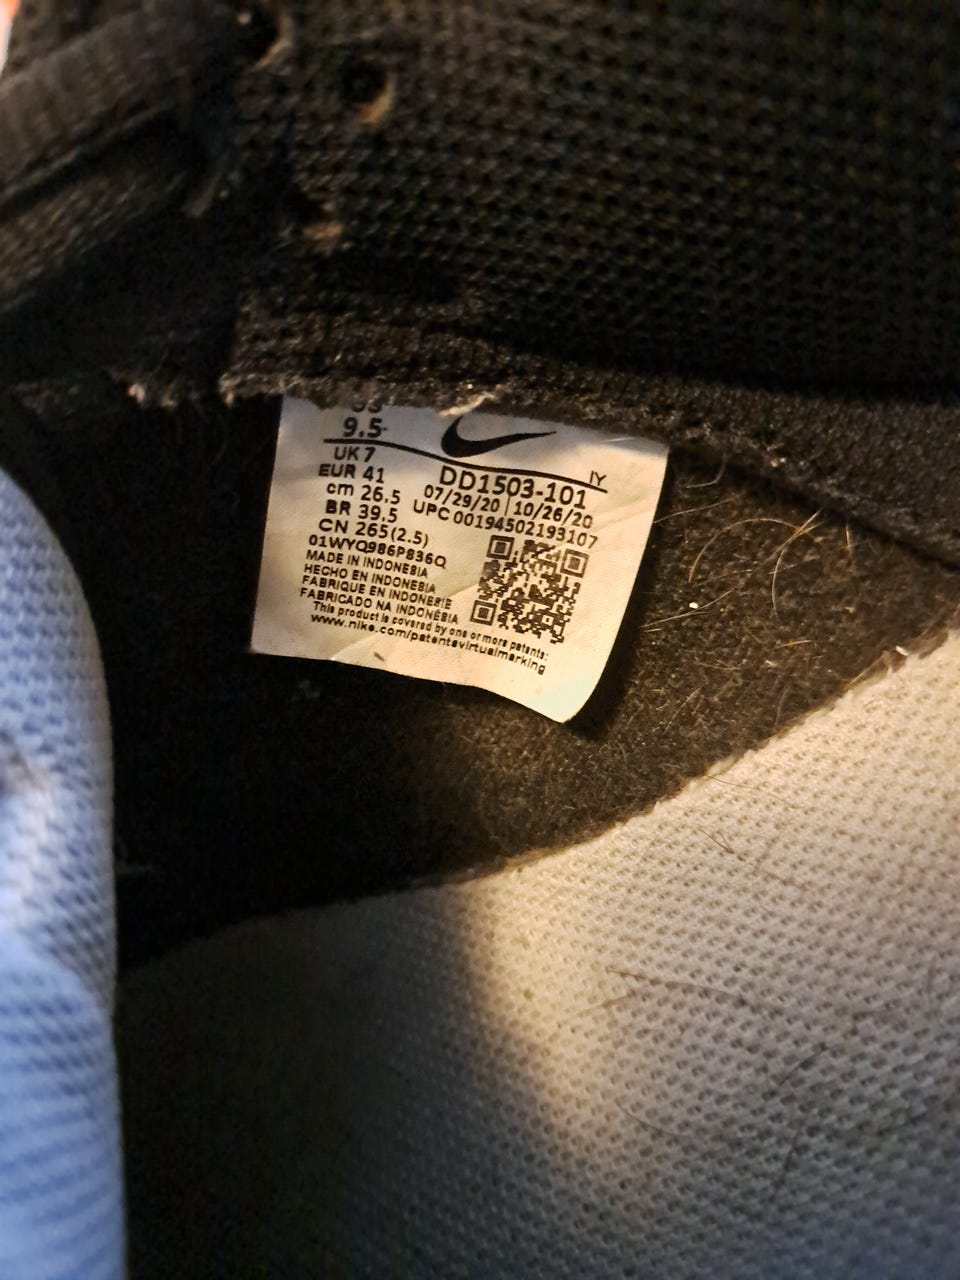 US
9.5
UK 7
EUR 41
cm 26.5
BR 39.5
CN 265(2.5)
IY
DD1503-101
07/29/20 | 10/26/20
UPC 00194502193107
01WYQ986P836Q
MADE IN INDONESIA
HECHO EN INDONESIA
FABRIQUE EN INDONESIE
FABRICADO NA INDONÉSIA
This product is covered by one or more patents:
www.nike.com/patentsvirtualmarking